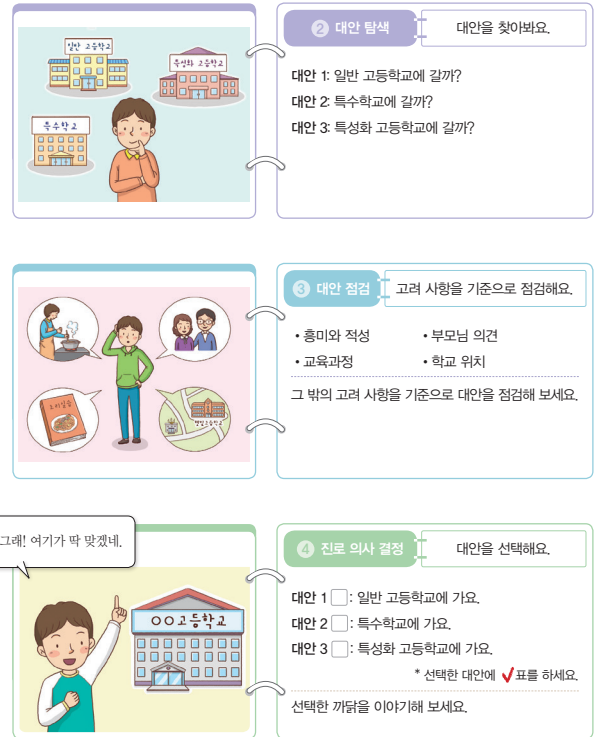 일반 고등학교
특성화 고등학교
특수학교
2 대안 탐색
대안을 찾아봐요.
대안 1: 일반 고등학교에 갈까?
대안 2: 특수학교에 갈까?
대안 3: 특성화 고등학교에 갈까?
요리실습
3 대안 점검
고려 사항을 기준으로 점검해요.
• 흥미와 적성 • 부모님 의견
• 교육과정 • 학교 위치
그 밖의 고려 사항을 기준으로 대안을 점검해 보세요.
그래! 여기가 딱 맞겠네.
○○고등학교
4 진로 의사 결정
대안을 선택해요.
대안 1 □: 일반 고등학교에 가요.
대안 2 □: 특수학교에 가요.
대안 3 □: 특성화 고등학교에 가요.
* 선택한 대안에 ✓표를 하세요.
선택한 까닭을 이야기해 보세요.